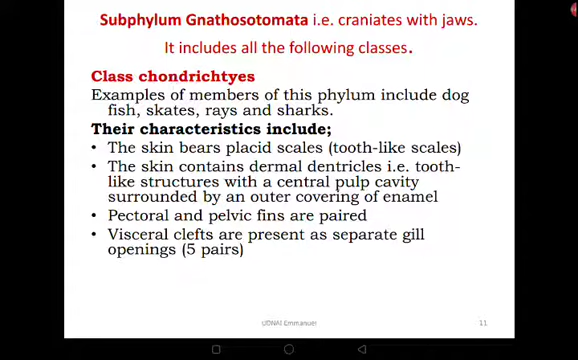 Subphylum Gnathosotomata i.e. craniates with jaws.
It includes all the following classes.
Class chondrichtyes
Examples of members of this phylum include dog
fish, skates, rays and sharks.
Their characteristics include;
• The skin bears placid scales (tooth-like scales)
• The skin contains dermal dentricles i.e. tooth-
like structures with a central pulp cavity
surrounded by an outer covering of enamel
• Pectoral and pelvic fins are paired
• Visceral clefts are present as separate gill
openings (5 pairs)
Emmanuel 11